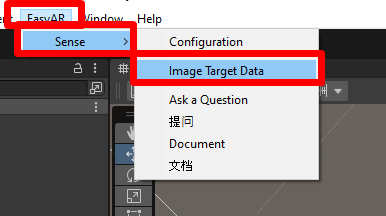 EasyAR Window Help
Sense
Configuration
Image Target Data
Ask a Question
提问
Document
文档